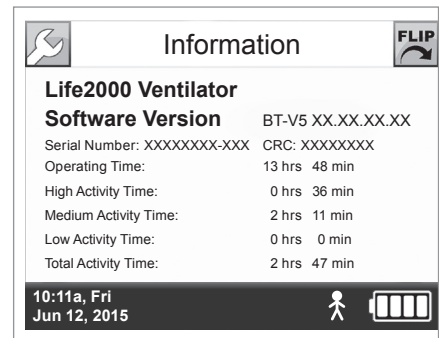 Information
FLIP
Life2000 Ventilator
Software Version BT-V5 XX.XX.XX.XX
Serial Number: XXXXXXXX-XXX CRC: XXXXXXXX
Operating Time: 13 hrs 48 min
High Activity Time: 0 hrs 36 min
Medium Activity Time: 2 hrs 11 min
Low Activity Time: 0 hrs 0 min
Total Activity Time: 2 hrs 47 min
10:11a, Fri
Jun 12, 2015